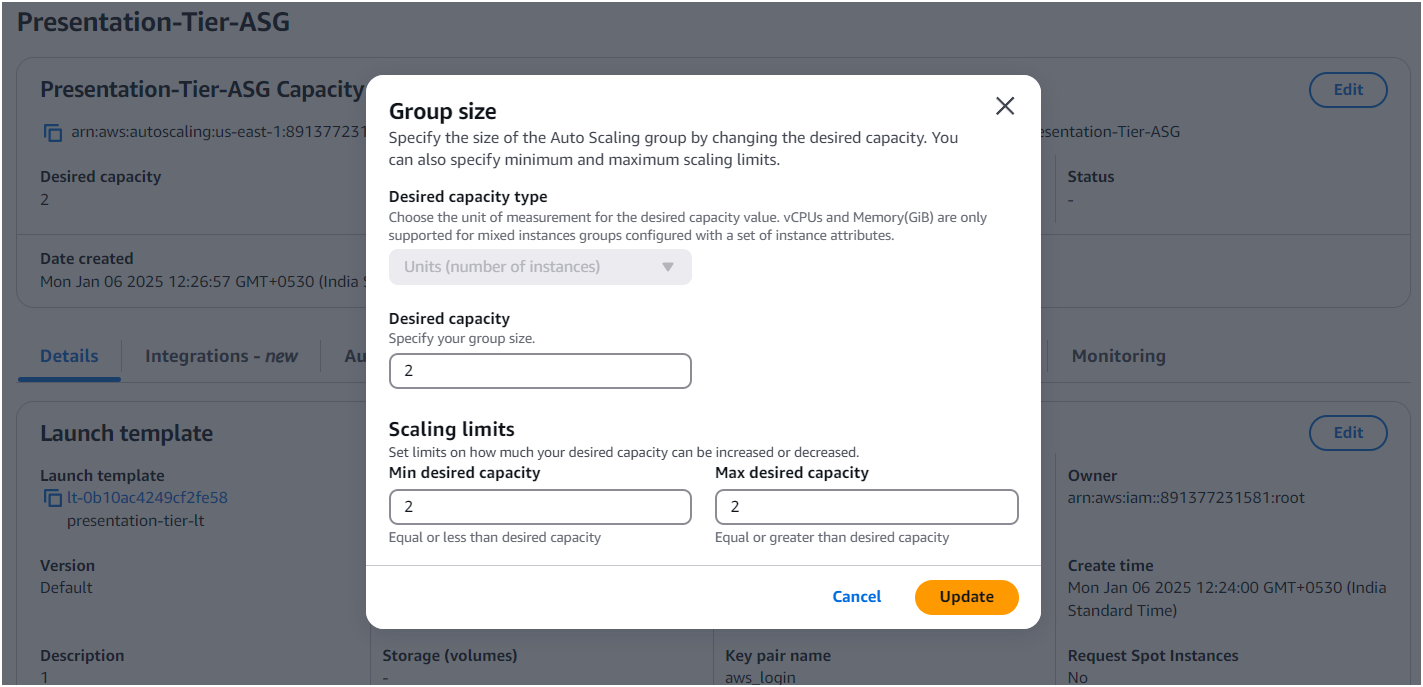 Presentation-Tier-ASG
Presentation-Tier-ASG Capacity
Edit
arn:aws:autoscaling:us-east-1:891377231
esentation-Tier-ASG
Desired capacity
2
Status
-
Date created
Mon Jan 06 2025 12:26:57 GMT+0530 (India
Group size
Specify the size of the Auto Scaling group by changing the desired capacity. You
can also specify minimum and maximum scaling limits.
Desired capacity type
Choose the unit of measurement for the desired capacity value. vCPUs and Memory(GiB) are only
supported for mixed instances groups configured with a set of instance attributes.
Units (number of instances)
Desired capacity
Specify your group size.
2
Scaling limits
Set limits on how much your desired capacity can be increased or decreased.
Min desired capacity
2
Equal or less than desired capacity
Max desired capacity
2
Equal or greater than desired capacity
Cancel
Update
Details
Integrations - new
Au
Monitoring
Launch template
Edit
Launch template
lt-0b10ac4249cf2fe58
presentation-tier-lt
Owner
arn:aws:iam::891377231581:root
Version
Default
Create time
Mon Jan 06 2025 12:24:00 GMT+0530 (India
Standard Time)
Description
1
Storage (volumes)
-
Key pair name
aws_login
Request Spot Instances
No